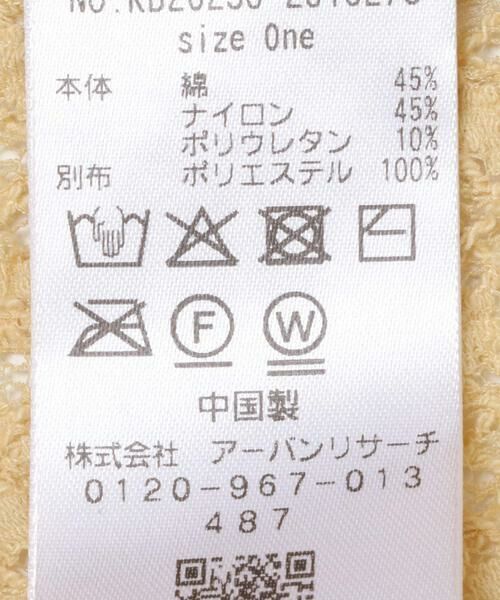 size One
本体 綿 45%
ナイロン 45%
ポリウレタン 10%
別布 ポリエステル 100%
F W
中国製
株式会社 アーバンリサーチ
0120-967-013
487